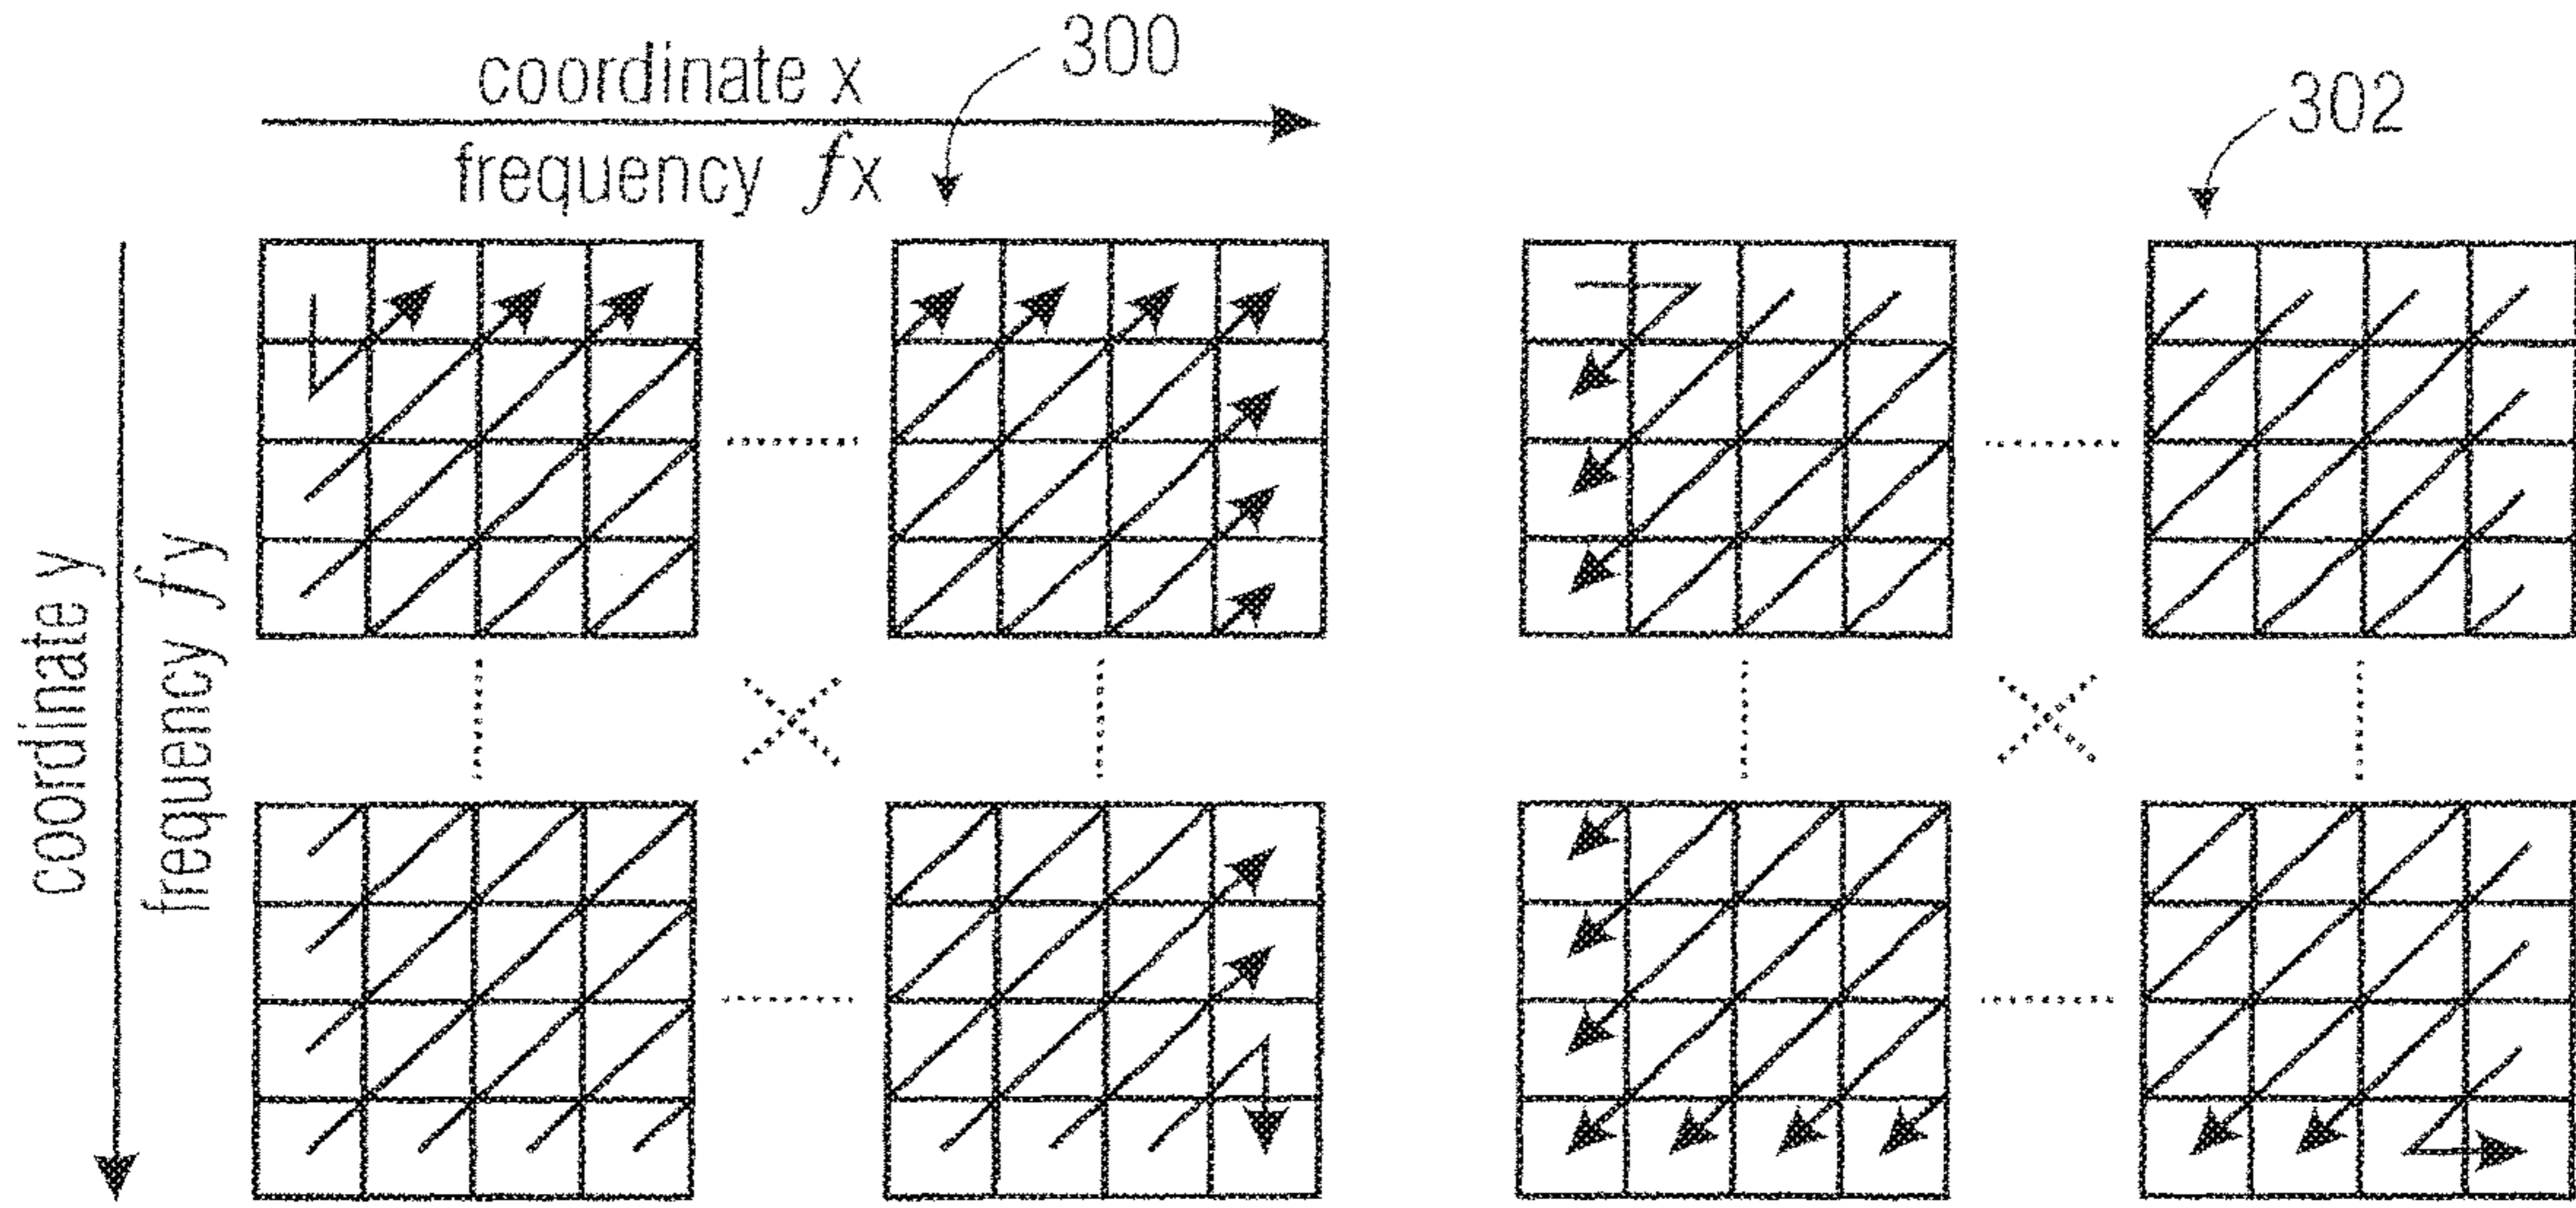 coordinate x
300
frequency fx
302
coordinate y
frequency fy